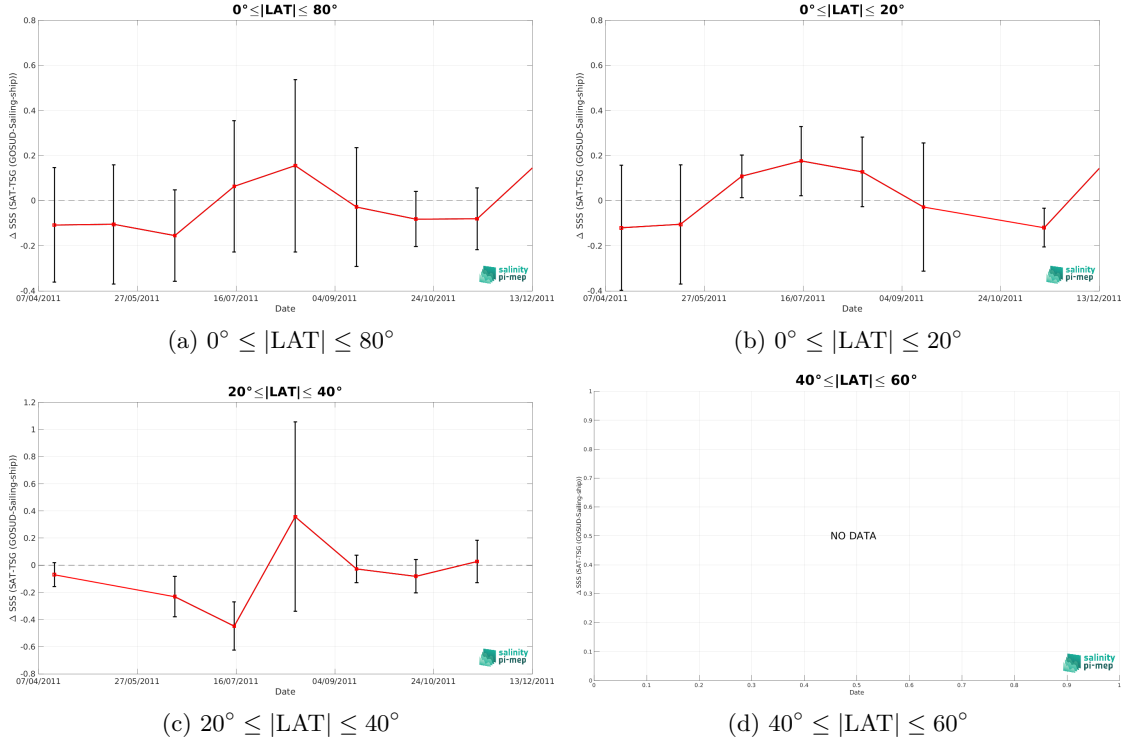 0°≤|LAT|≤ 80°
Δ SSS (SAT-TSG (GOSUD-Sailing-ship))
0.8
0.6
0.4
0.2
0
-0.2
-0.4
07/04/2011 27/05/2011 16/07/2011 04/09/2011 24/10/2011 13/12/2011
Date
salinity
pi-mep
(a) 0° ≤ |LAT| ≤ 80°
0°≤|LAT|≤ 20°
Δ SSS (SAT-TSG (GOSUD-Sailing-ship))
0.8
0.6
0.4
0.2
0
-0.2
-0.4
07/04/2011 27/05/2011 16/07/2011 04/09/2011 24/10/2011 13/12/2011
Date
salinity
pi-mep
(b) 0° ≤ |LAT| ≤ 20°
20°≤|LAT|≤ 40°
Δ SSS (SAT-TSG (GOSUD-Sailing-ship))
1.2
1
0.8
0.6
0.4
0.2
0
-0.2
-0.4
-0.6
-0.8
07/04/2011 27/05/2011 16/07/2011 04/09/2011 24/10/2011 13/12/2011
Date
salinity
pi-mep
(c) 20° ≤ |LAT| ≤ 40°
40°≤|LAT|≤ 60°
Δ SSS (SAT-TSG (GOSUD-Sailing-ship))
1
0.9
0.8
0.7
0.6
0.5
0.4
0.3
0.2
0.1
0
NO DATA
0 0.1 0.2 0.3 0.4 0.5 0.6 0.7 0.8 0.9 1
Date
salinity
pi-mep
(d) 40° ≤ |LAT| ≤ 60°